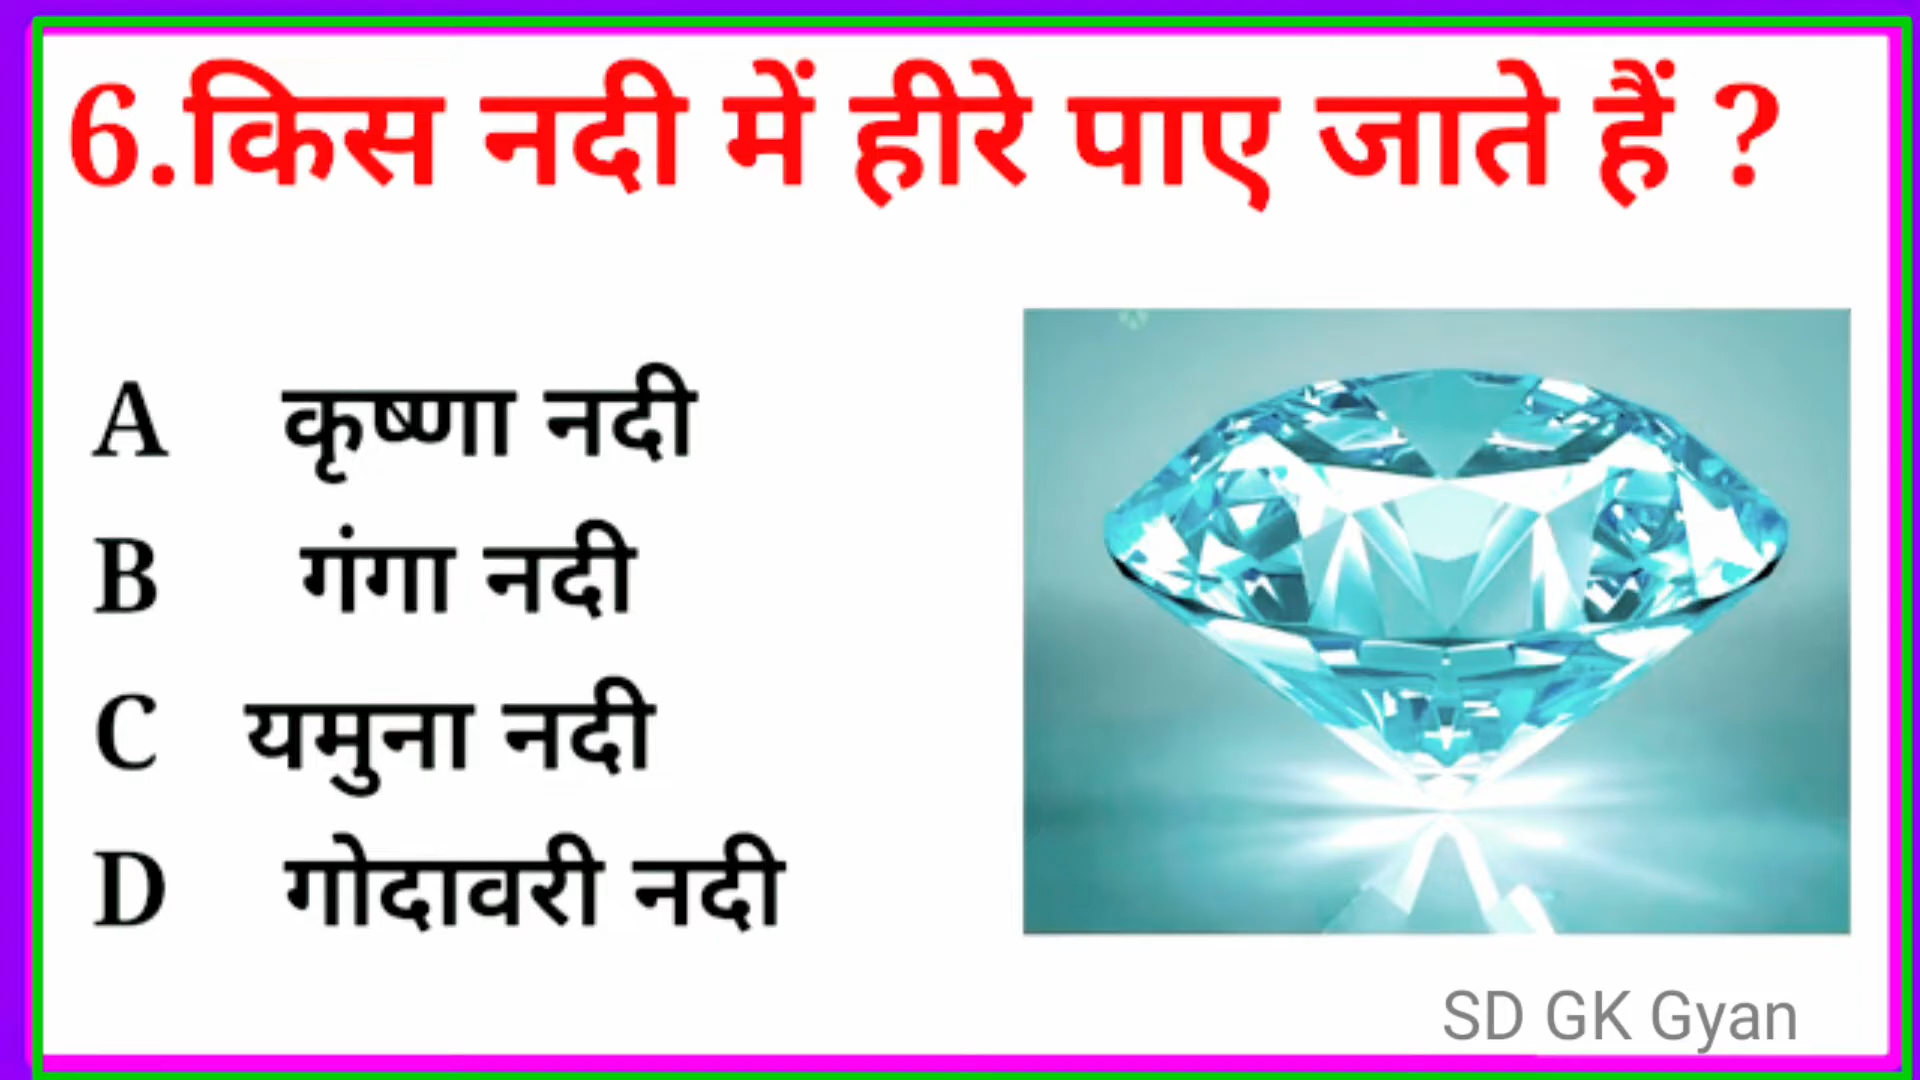 6.किस नदी में हीरे पाए जाते हैं ?
A कृष्णा नदी
B गंगा नदी
C यमुना नदी
D गोदावरी नदी
SD GK Gyan